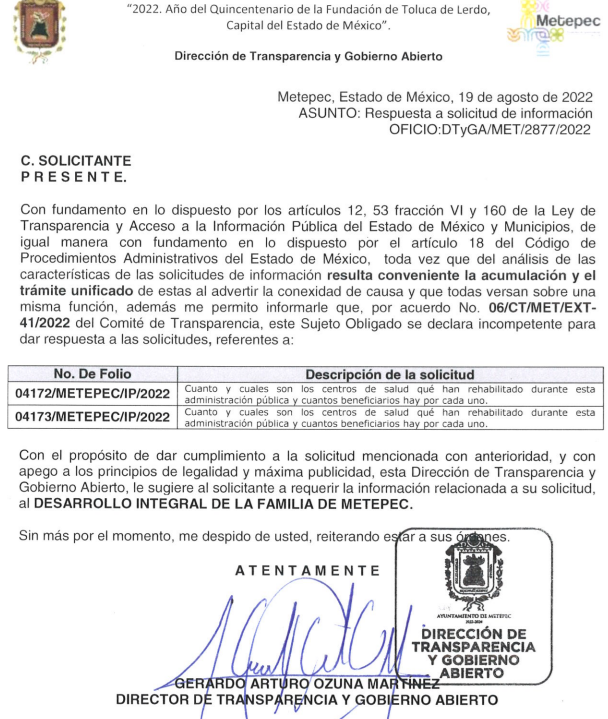 "2022. Año del Quincentenario de la Fundación de Toluca de Lerdo,
Capital del Estado de México".
Metepec
Dirección de Transparencia y Gobierno Abierto
Metepec, Estado de México, 19 de agosto de 2022
ASUNTO: Respuesta a solicitud de información
OFICIO:DTyGA/MET/2877/2022
C. SOLICITANTE
P R E S E N T E.
Con fundamento en lo dispuesto por los artículos 12, 53 fracción VI y 160 de la Ley de
Transparencia y Acceso a la Información Pública del Estado de México y Municipios, de
igual manera con fundamento en lo dispuesto por el artículo 18 del Código de
Procedimientos Administrativos del Estado de México, toda vez que del análisis de las
características de las solicitudes de información resulta conveniente la acumulación y el
trámite unificado de estas al advertir la conexidad de causa y que todas versan sobre una
misma función, además me permito informarle que, por acuerdo No. 06/CT/MET/EXT-
41/2022 del Comité de Transparencia, este Sujeto Obligado se declara incompetente para
dar respuesta a las solicitudes, referentes a:
No. De Folio Descripción de la solicitud
04172/METEPEC/IP/2022 Cuanto y cuales son los centros de salud qué han rehabilitado durante esta
administración pública y cuantos beneficiarios hay por cada uno.
04173/METEPEC/IP/2022 Cuanto y cuales son los centros de salud qué han rehabilitado durante esta
administración pública y cuantos beneficiarios hay por cada uno.
Con el propósito de dar cumplimiento a la solicitud mencionada con anterioridad, y con
apego a los principios de legalidad y máxima publicidad, esta Dirección de Transparencia y
Gobierno Abierto, le sugiere al solicitante a requerir la información relacionada a su solicitud,
al DESARROLLO INTEGRAL DE LA FAMILIA DE METEPEC.
Sin más por el momento, me despido de usted, reiterando estar a sus órdenes.
A T E N T A M E N T E
AYUNTAMIENTO DE METEPEC
2022-2024
DIRECCIÓN DE
TRANSPARENCIA
Y GOBIERNO
ABIERTO
GERARDO ARTURO OZUNA MARTÍNEZ
DIRECTOR DE TRANSPARENCIA Y GOBIERNO ABIERTO